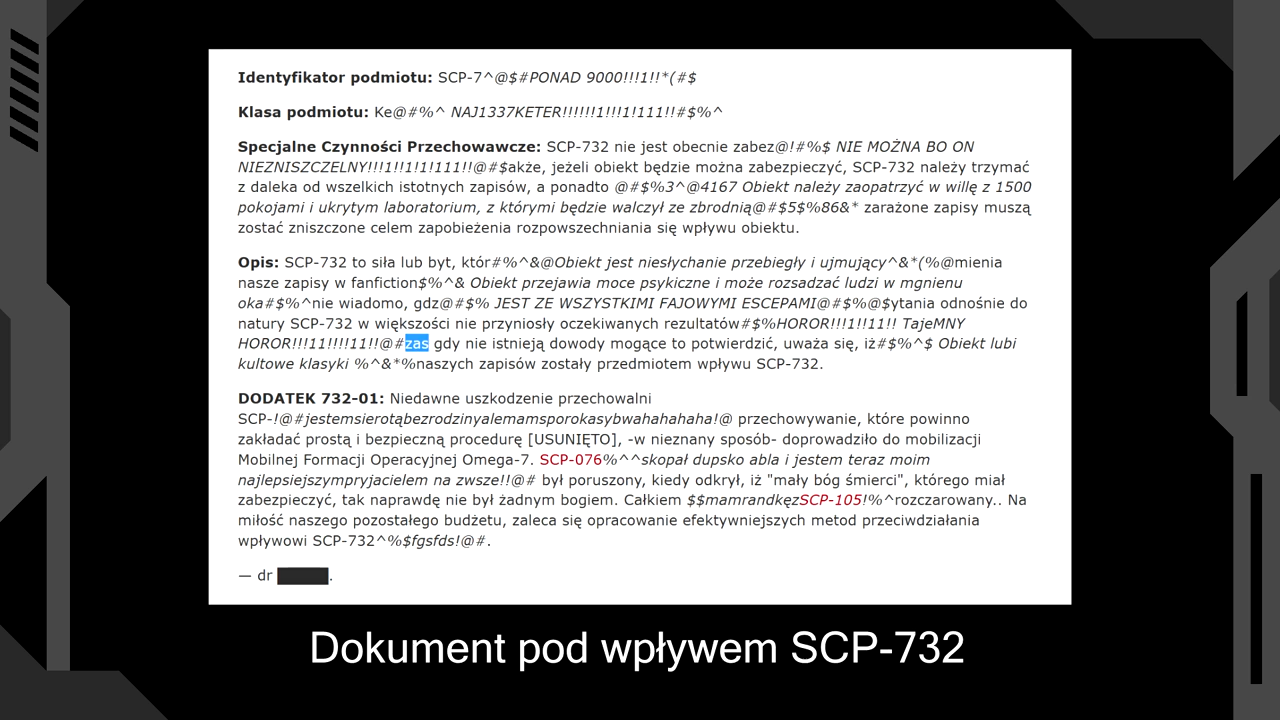 Identyfikator podmiotu: SCP-7^@$#PONAD 9000!!!1!!*(#$
Klasa podmiotu: Ke@#%^ NAJ1337KETER!!!!!!1!!!1!111!!#$%^
Specjalne Czynności Przechowawcze: SCP-732 nie jest obecnie zabez@!#%$ NIE MOŻNA BO ON
NIEZNISZCZELNY!!!1!!1!1!111!!@#$akże, jeżeli obiekt będzie można zabezpieczyć, SCP-732 należy trzymać
z daleka od wszelkich istotnych zapisów, a ponadto @#$%3^@4167 Obiekt należy zaopatrzyć w willę z 1500
pokojami i ukrytym laboratorium, z którymi będzie walczył ze zbrodnią@#$5$%86&* zarażone zapisy muszą
zostać zniszczone celem zapobieżenia rozpowszechniania się wpływu obiektu.
Opis: SCP-732 to siła lub byt, któr#%^&@Obiekt jest niesłychanie przebiegły i ujmujący^&*(%@mienia
nasze zapisy w fanfiction$%^& Obiekt przejawia moce psykiczne i może rozsadzać ludzi w mgnieniu
oka#$%^nie wiadomo, gdz@#$% JEST ZE WSZYSTKIMI FAJOWYMI ESCEPAMI@#$%@$ytania odnośnie do
natury SCP-732 w większości nie przyniosły oczekiwanych rezultatów#$%HOROR!!!1!!11!! TajeMNY
HOROR!!!11!!!!11!!@#zas gdy nie istnieją dowody mogące to potwierdzić, uważa się, iż#$%^$ Obiekt lubi
kultowe klasyki %^&*%naszych zapisów zostały przedmiotem wpływu SCP-732.
DODATEK 732-01: Niedawne uszkodzenie przechowalni
SCP-!@#jestemsierotąbezrodzinyalemamsporokasybwahahahaha!@ przechowywanie, które powinno
zakładać prostą i bezpieczną procedurę [USUNIĘTO], -w nieznany sposób- doprowadziło do mobilizacji
Mobilnej Formacji Operacyjnej Omega-7. SCP-076%^^skopał dupsko abla i jestem teraz moim
najlepsiejszympryjacielem na zwsze!!@# był poruszony, kiedy odkrył, iż "mały bóg śmierci", którego miał
zabezpieczyć, tak naprawdę nie był żadnym bogiem. Całkiem $$mamrandkęzSCP-105!%^rozczarowany.. Na
miłość naszego pozostałego budżetu, zaleca się opracowanie efektywniejszych metod przeciwdziałania
wpływowi SCP-732^%$fgsfds!@#.
— dr ██████.
Dokument pod wpływem SCP-732